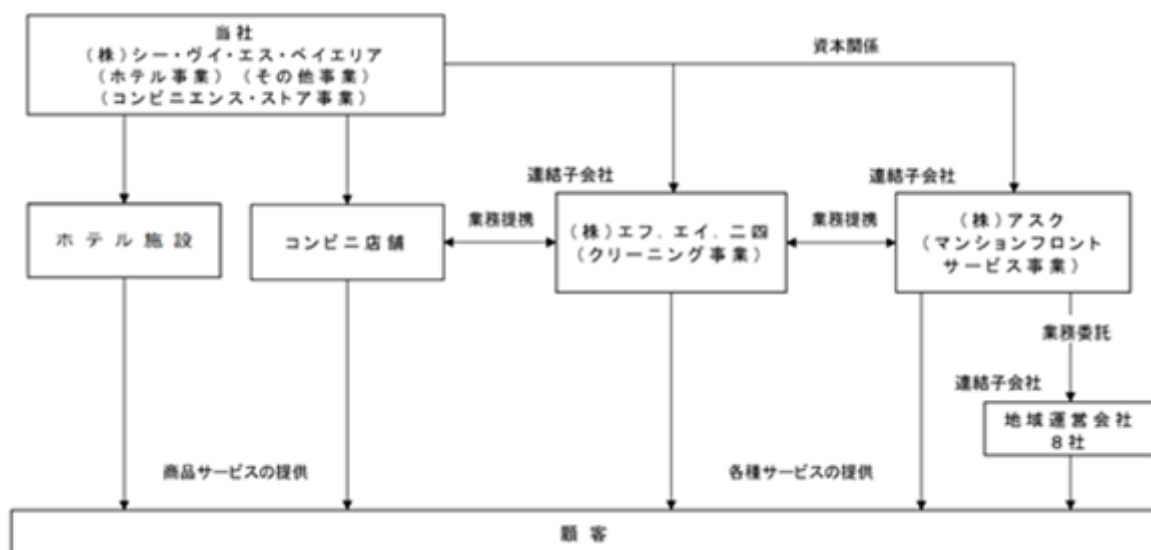 当社
(株)シー・ヴイ・エス・ベイエリア
(ホテル事業) (その他事業)
(コンビニエンス・ストア事業)
資本関係
連結子会社
連結子会社
ホテル施設
コンビニ店舗
業務提携
(株)エフ.エイ.二四
(クリーニング事業)
業務提携
(株)アスク
(マンションフロント
サービス事業)
業務委託
連結子会社
地域運営会社
8社
商品サービスの提供
各種サービスの提供
顧客